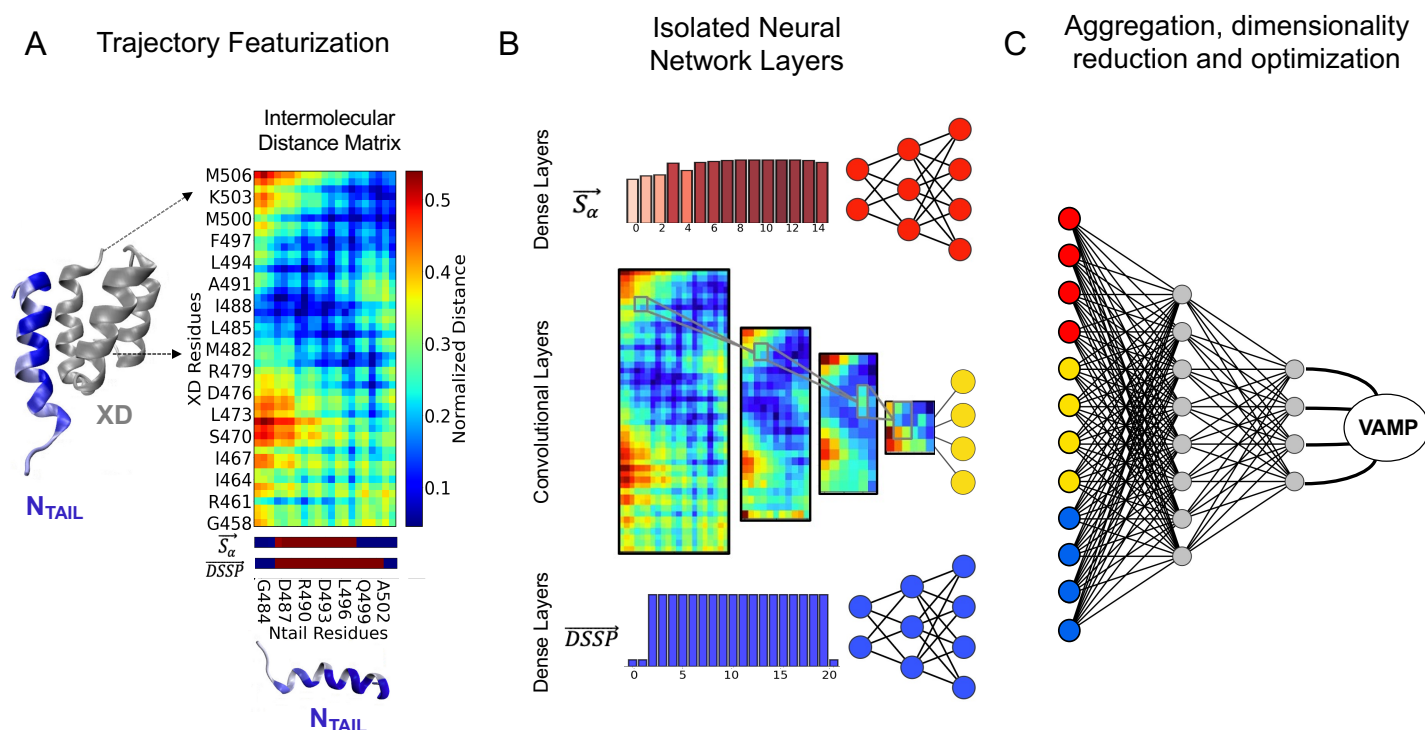 A
Trajectory Featurization
B
Isolated Neural
Network Layers
C
Aggregation, dimensionality
reduction and optimization
Intermolecular
Distance Matrix
M506
K503
M500
F497
L494
A491
I488
L485
M482
R479
D476
L473
S470
I467
I464
R461
G458
XD Residues
0.5
0.4
0.3
0.2
0.1
Normalized Distance
XD
NTAIL
Sα
DSSP
G484
D487
R490
D493
L496
Q499
A502
Ntail Residues
NTAIL
Dense Layers
Sα
0 2 4 6 8 10 12 14
Convolutional Layers
Dense Layers
DSSP
0 5 10 15 20
VAMP